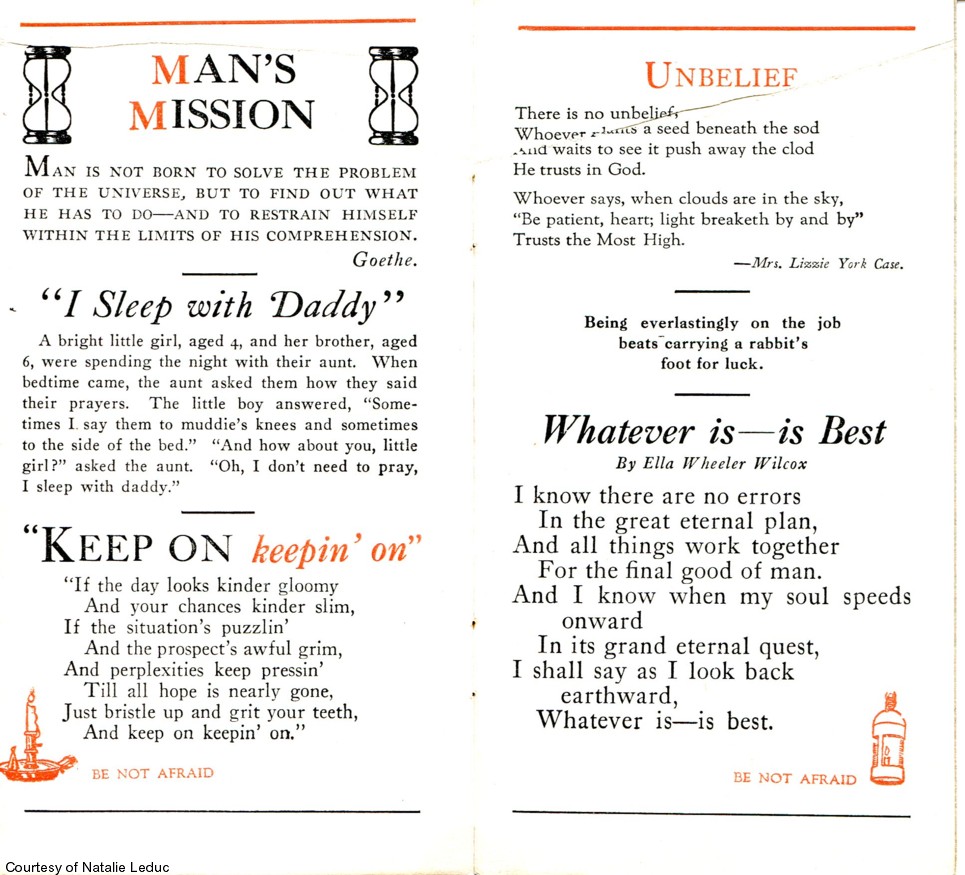 MAN'S
MISSION
MAN IS NOT BORN TO SOLVE THE PROBLEM
OF THE UNIVERSE, BUT TO FIND OUT WHAT
HE HAS TO DO—AND TO RESTRAIN HIMSELF
WITHIN THE LIMITS OF HIS COMPREHENSION.
Goethe.
"I Sleep with Daddy"
A bright little girl, aged 4, and her brother, aged
6, were spending the night with their aunt. When
bedtime came, the aunt asked them how they said
their prayers. The little boy answered, "Some-
times I say them to muddie's knees and sometimes
to the side of the bed." "And how about you, little
girl?" asked the aunt. "Oh, I don't need to pray,
I sleep with daddy."
"KEEP ON keepin' on"
"If the day looks kinder gloomy
And your chances kinder slim,
If the situation's puzzlin'
And the prospect's awful grim,
And perplexities keep pressin'
Till all hope is nearly gone,
Just bristle up and grit your teeth,
And keep on keepin' on."
BE NOT AFRAID
UNBELIEF
There is no unbelief,
Whoever plants a seed beneath the sod
And waits to see it push away the clod
He trusts in God.
Whoever says, when clouds are in the sky,
"Be patient, heart; light breaketh by and by"
Trusts the Most High.
—Mrs. Lizzie York Case.
Being everlastingly on the job
beats carrying a rabbit's
foot for luck.
Whatever is—is Best
By Ella Wheeler Wilcox
I know there are no errors
In the great eternal plan,
And all things work together
For the final good of man.
And I know when my soul speeds
onward
In its grand eternal quest,
I shall say as I look back
earthward,
Whatever is—is best.
BE NOT AFRAID
Courtesy of Natalie Leduc